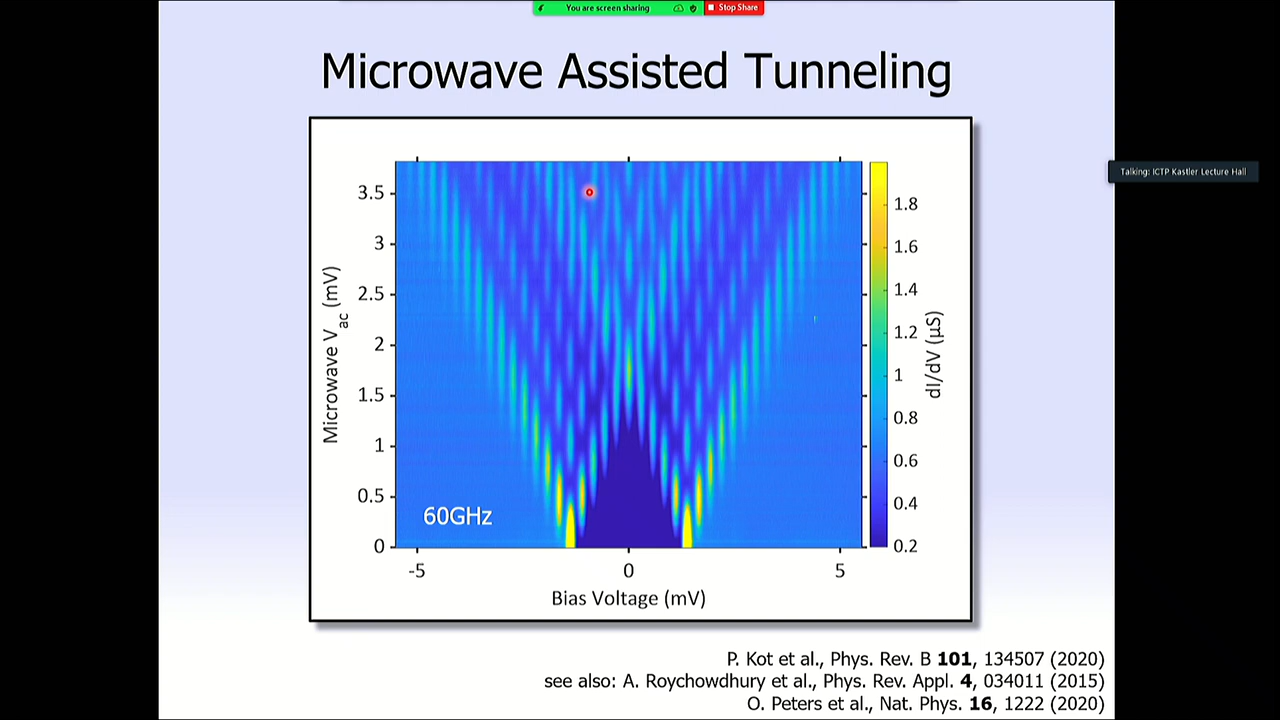 You are screen sharing
Stop Share
Microwave Assisted Tunneling
Talking: ICTP Kastler Lecture Hall
Microwave Vac (mV)
3.5
3
2.5
2
1.5
1
0.5
0
60GHz
-5
0
5
Bias Voltage (mV)
1.8
1.6
1.4
1.2
1
0.8
0.6
0.4
0.2
dI/dV (µS)
P. Kot et al., Phys. Rev. B 101, 134507 (2020)
see also: A. Roychowdhury et al., Phys. Rev. Appl. 4, 034011 (2015)
O. Peters et al., Nat. Phys. 16, 1222 (2020)